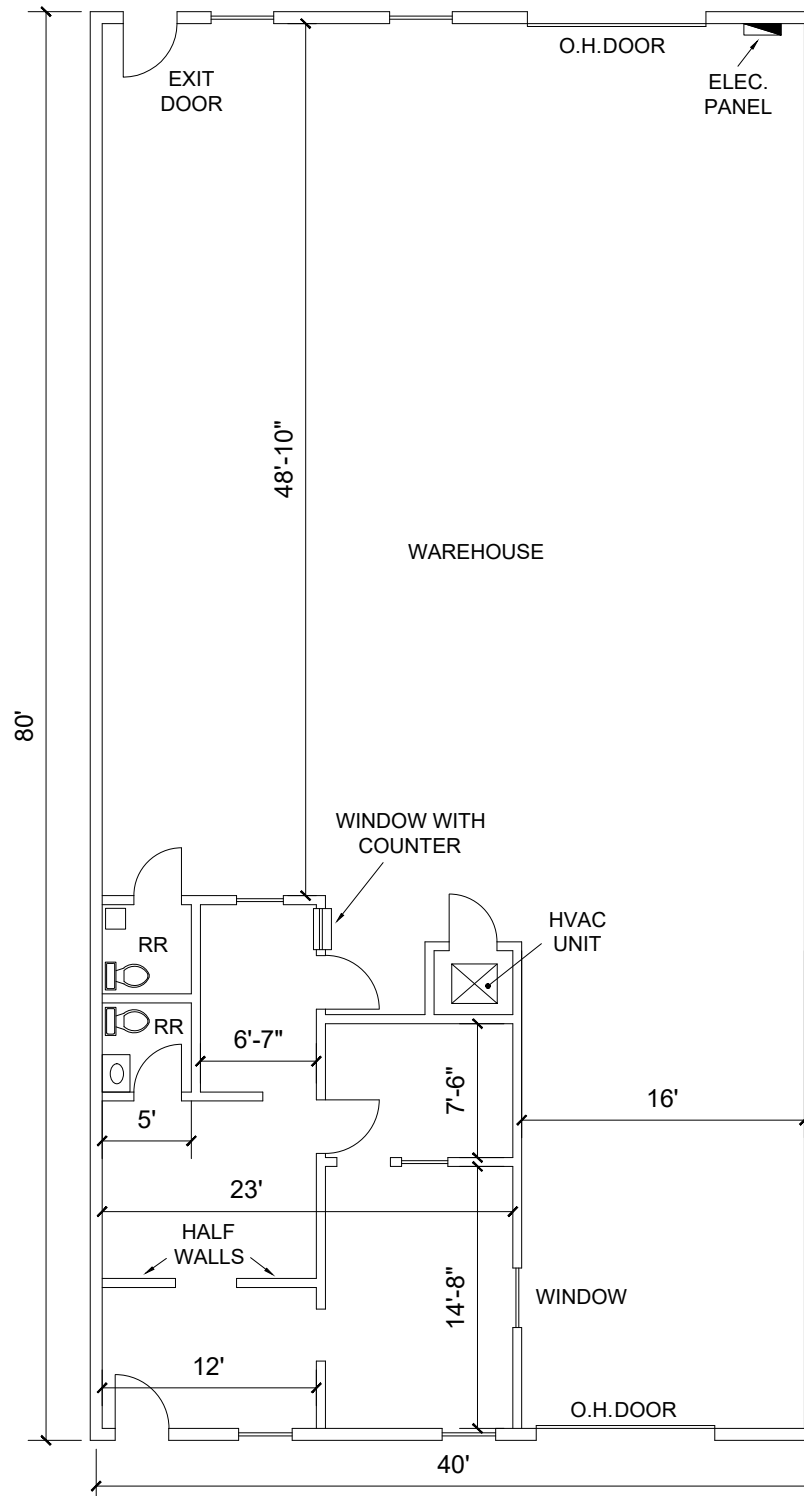 O.H.DOOR
EXIT
DOOR
ELEC.
PANEL
48'-10"
WAREHOUSE
80'
WINDOW WITH
COUNTER
HVAC
UNIT
RR
RR
6'-7"
7'-6"
5'
16'
23'
HALF
WALLS
14'-8"
WINDOW
12'
O.H.DOOR
40'